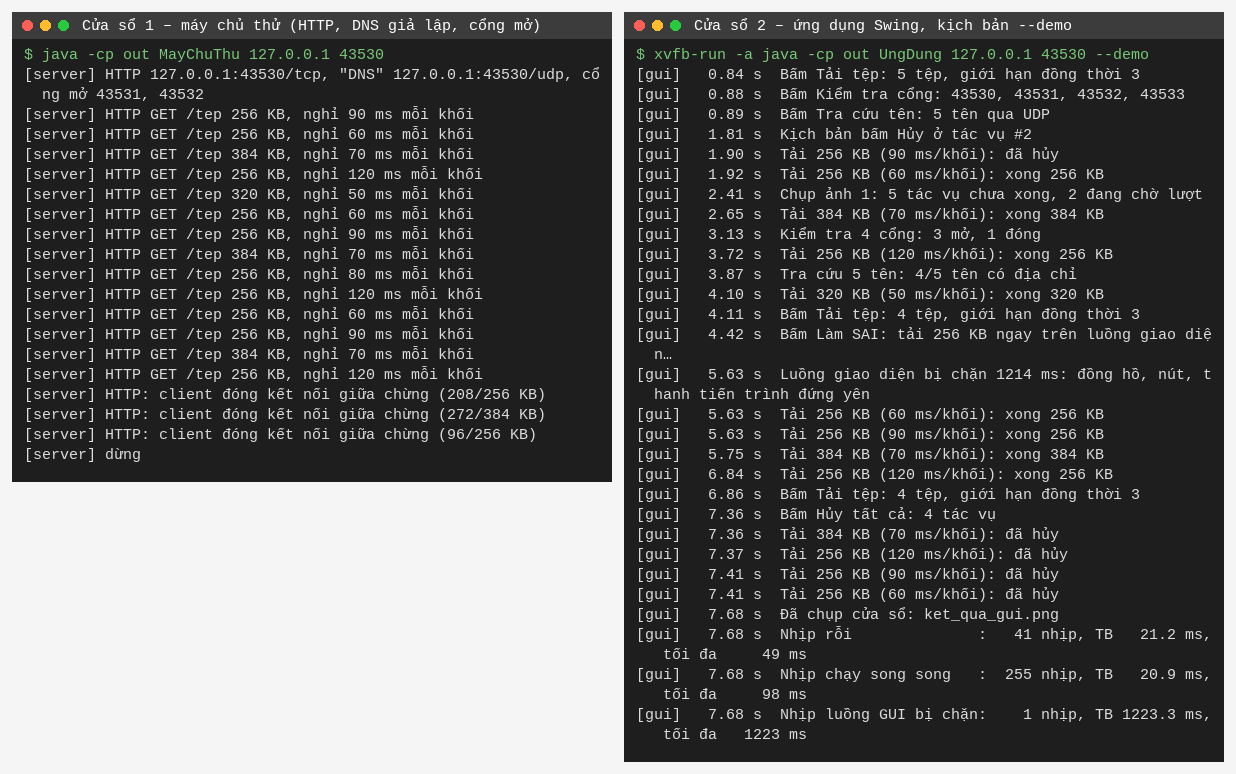 Cửa sổ 1 – máy chủ thử (HTTP, DNS giả lập, cổng mở)
$ java -cp out MayChuThu 127.0.0.1 43530
[server] HTTP 127.0.0.1:43530/tcp, "DNS" 127.0.0.1:43530/udp, cổ
ng mở 43531, 43532
[server] HTTP GET /tep 256 KB, nghỉ 90 ms mỗi khối
[server] HTTP GET /tep 256 KB, nghỉ 60 ms mỗi khối
[server] HTTP GET /tep 384 KB, nghỉ 70 ms mỗi khối
[server] HTTP GET /tep 256 KB, nghỉ 120 ms mỗi khối
[server] HTTP GET /tep 320 KB, nghỉ 50 ms mỗi khối
[server] HTTP GET /tep 256 KB, nghỉ 60 ms mỗi khối
[server] HTTP GET /tep 256 KB, nghỉ 90 ms mỗi khối
[server] HTTP GET /tep 384 KB, nghỉ 70 ms mỗi khối
[server] HTTP GET /tep 256 KB, nghỉ 80 ms mỗi khối
[server] HTTP GET /tep 256 KB, nghỉ 120 ms mỗi khối
[server] HTTP GET /tep 256 KB, nghỉ 60 ms mỗi khối
[server] HTTP GET /tep 256 KB, nghỉ 90 ms mỗi khối
[server] HTTP GET /tep 384 KB, nghỉ 70 ms mỗi khối
[server] HTTP GET /tep 256 KB, nghỉ 120 ms mỗi khối
[server] HTTP: client đóng kết nối giữa chừng (208/256 KB)
[server] HTTP: client đóng kết nối giữa chừng (272/384 KB)
[server] HTTP: client đóng kết nối giữa chừng (96/256 KB)
[server] dừng
Cửa sổ 2 – ứng dụng Swing, kịch bản --demo
$ xvfb-run -a java -cp out UngDung 127.0.0.1 43530 --demo
[gui]   0.84 s  Bấm Tải tệp: 5 tệp, giới hạn đồng thời 3
[gui]   0.88 s  Bấm Kiểm tra cổng: 43530, 43531, 43532, 43533
[gui]   0.89 s  Bấm Tra cứu tên: 5 tên qua UDP
[gui]   1.81 s  Kịch bản bấm Hủy ở tác vụ #2
[gui]   1.90 s  Tải 256 KB (90 ms/khối): đã hủy
[gui]   1.92 s  Tải 256 KB (60 ms/khối): xong 256 KB
[gui]   2.41 s  Chụp ảnh 1: 5 tác vụ chưa xong, 2 đang chờ lượt
[gui]   2.65 s  Tải 384 KB (70 ms/khối): xong 384 KB
[gui]   3.13 s  Kiểm tra 4 cổng: 3 mở, 1 đóng
[gui]   3.72 s  Tải 256 KB (120 ms/khối): xong 256 KB
[gui]   3.87 s  Tra cứu 5 tên: 4/5 tên có địa chỉ
[gui]   4.10 s  Tải 320 KB (50 ms/khối): xong 320 KB
[gui]   4.11 s  Bấm Tải tệp: 4 tệp, giới hạn đồng thời 3
[gui]   4.42 s  Bấm Làm SAI: tải 256 KB ngay trên luồng giao diệ
n…
[gui]   5.63 s  Luồng giao diện bị chặn 1214 ms: đồng hồ, nút, t
hanh tiến trình đứng yên
[gui]   5.63 s  Tải 256 KB (60 ms/khối): xong 256 KB
[gui]   5.63 s  Tải 256 KB (90 ms/khối): xong 256 KB
[gui]   5.75 s  Tải 384 KB (70 ms/khối): xong 384 KB
[gui]   6.84 s  Tải 256 KB (120 ms/khối): xong 256 KB
[gui]   6.86 s  Bấm Tải tệp: 4 tệp, giới hạn đồng thời 3
[gui]   7.36 s  Bấm Hủy tất cả: 4 tác vụ
[gui]   7.36 s  Tải 384 KB (70 ms/khối): đã hủy
[gui]   7.37 s  Tải 256 KB (120 ms/khối): đã hủy
[gui]   7.41 s  Tải 256 KB (90 ms/khối): đã hủy
[gui]   7.41 s  Tải 256 KB (60 ms/khối): đã hủy
[gui]   7.68 s  Đã chụp cửa sổ: ket_qua_gui.png
[gui]   7.68 s  Nhịp rỗi              :   41 nhịp, TB   21.2 ms,
tối đa     49 ms
[gui]   7.68 s  Nhịp chạy song song   :  255 nhịp, TB   20.9 ms,
tối đa     98 ms
[gui]   7.68 s  Nhịp luồng GUI bị chặn:    1 nhịp, TB 1223.3 ms,
tối đa   1223 ms